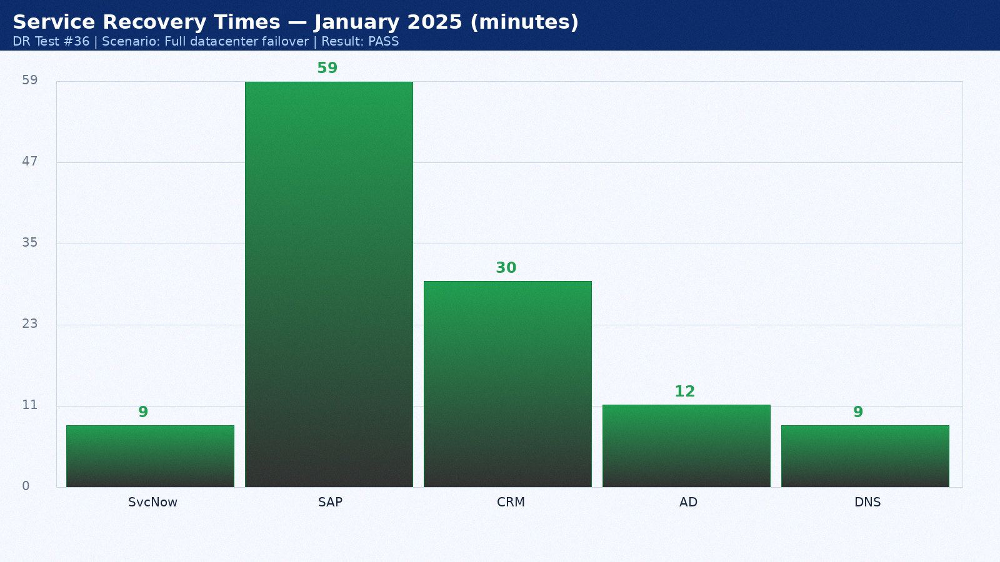 Service Recovery Times — January 2025 (minutes)
DR Test #36 | Scenario: Full datacenter failover | Result: PASS
59
59
47
35
30
23
12
11
9
9
0
SvcNow
SAP
CRM
AD
DNS